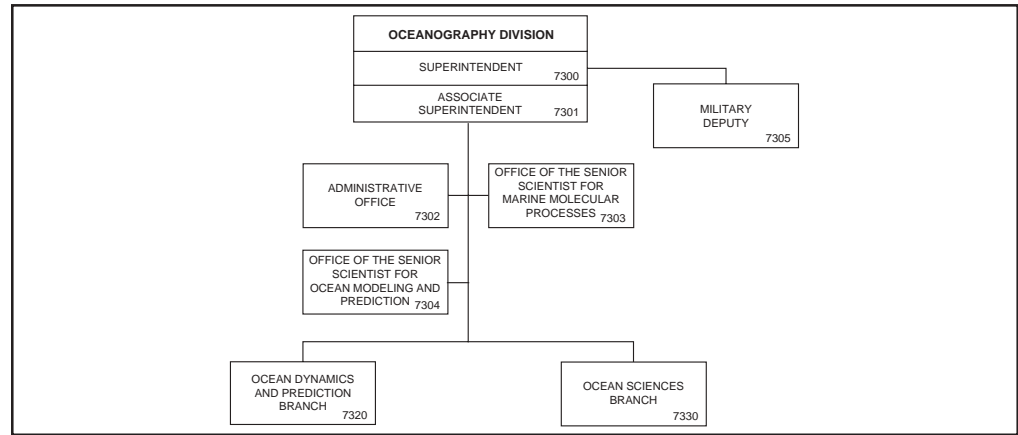 OCEANOGRAPHY DIVISION
SUPERINTENDENT
7300
ASSOCIATE
SUPERINTENDENT
7301
MILITARY
DEPUTY
7305
ADMINISTRATIVE
OFFICE
7302
OFFICE OF THE SENIOR
SCIENTIST FOR
MARINE MOLECULAR
PROCESSES 7303
OFFICE OF THE SENIOR
SCIENTIST FOR
OCEAN MODELING AND
PREDICTION 7304
OCEAN DYNAMICS
AND PREDICTION
BRANCH
7320
OCEAN SCIENCES
BRANCH
7330